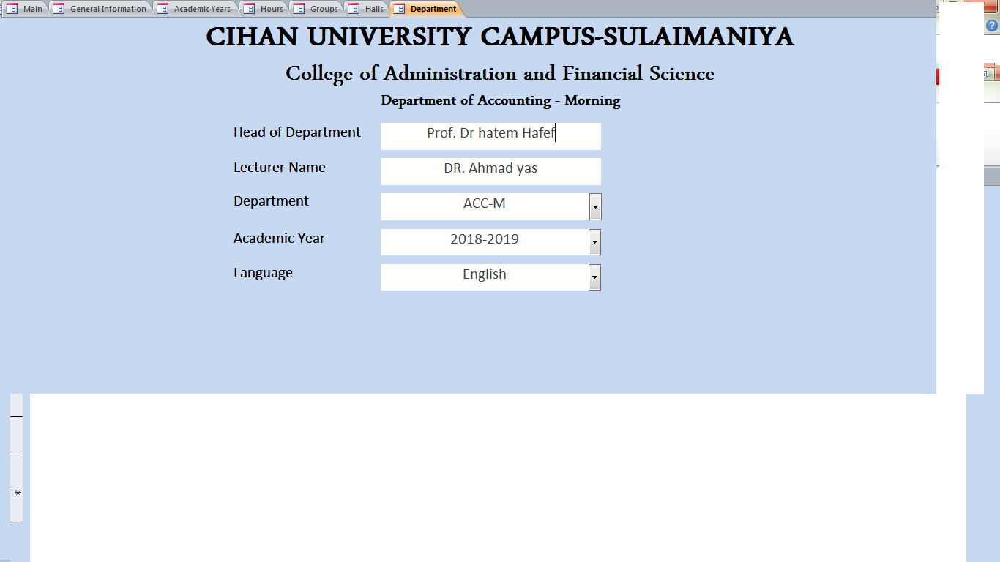 Main General Information Academic Years Hours Groups Halls Department
CIHAN UNIVERSITY CAMPUS-SULAIMANIYA
College of Administration and Financial Science
Department of Accounting - Morning
Head of Department Prof. Dr hatem Hafef
Lecturer Name DR. Ahmad yas
Department ACC-M
Academic Year 2018-2019
Language English